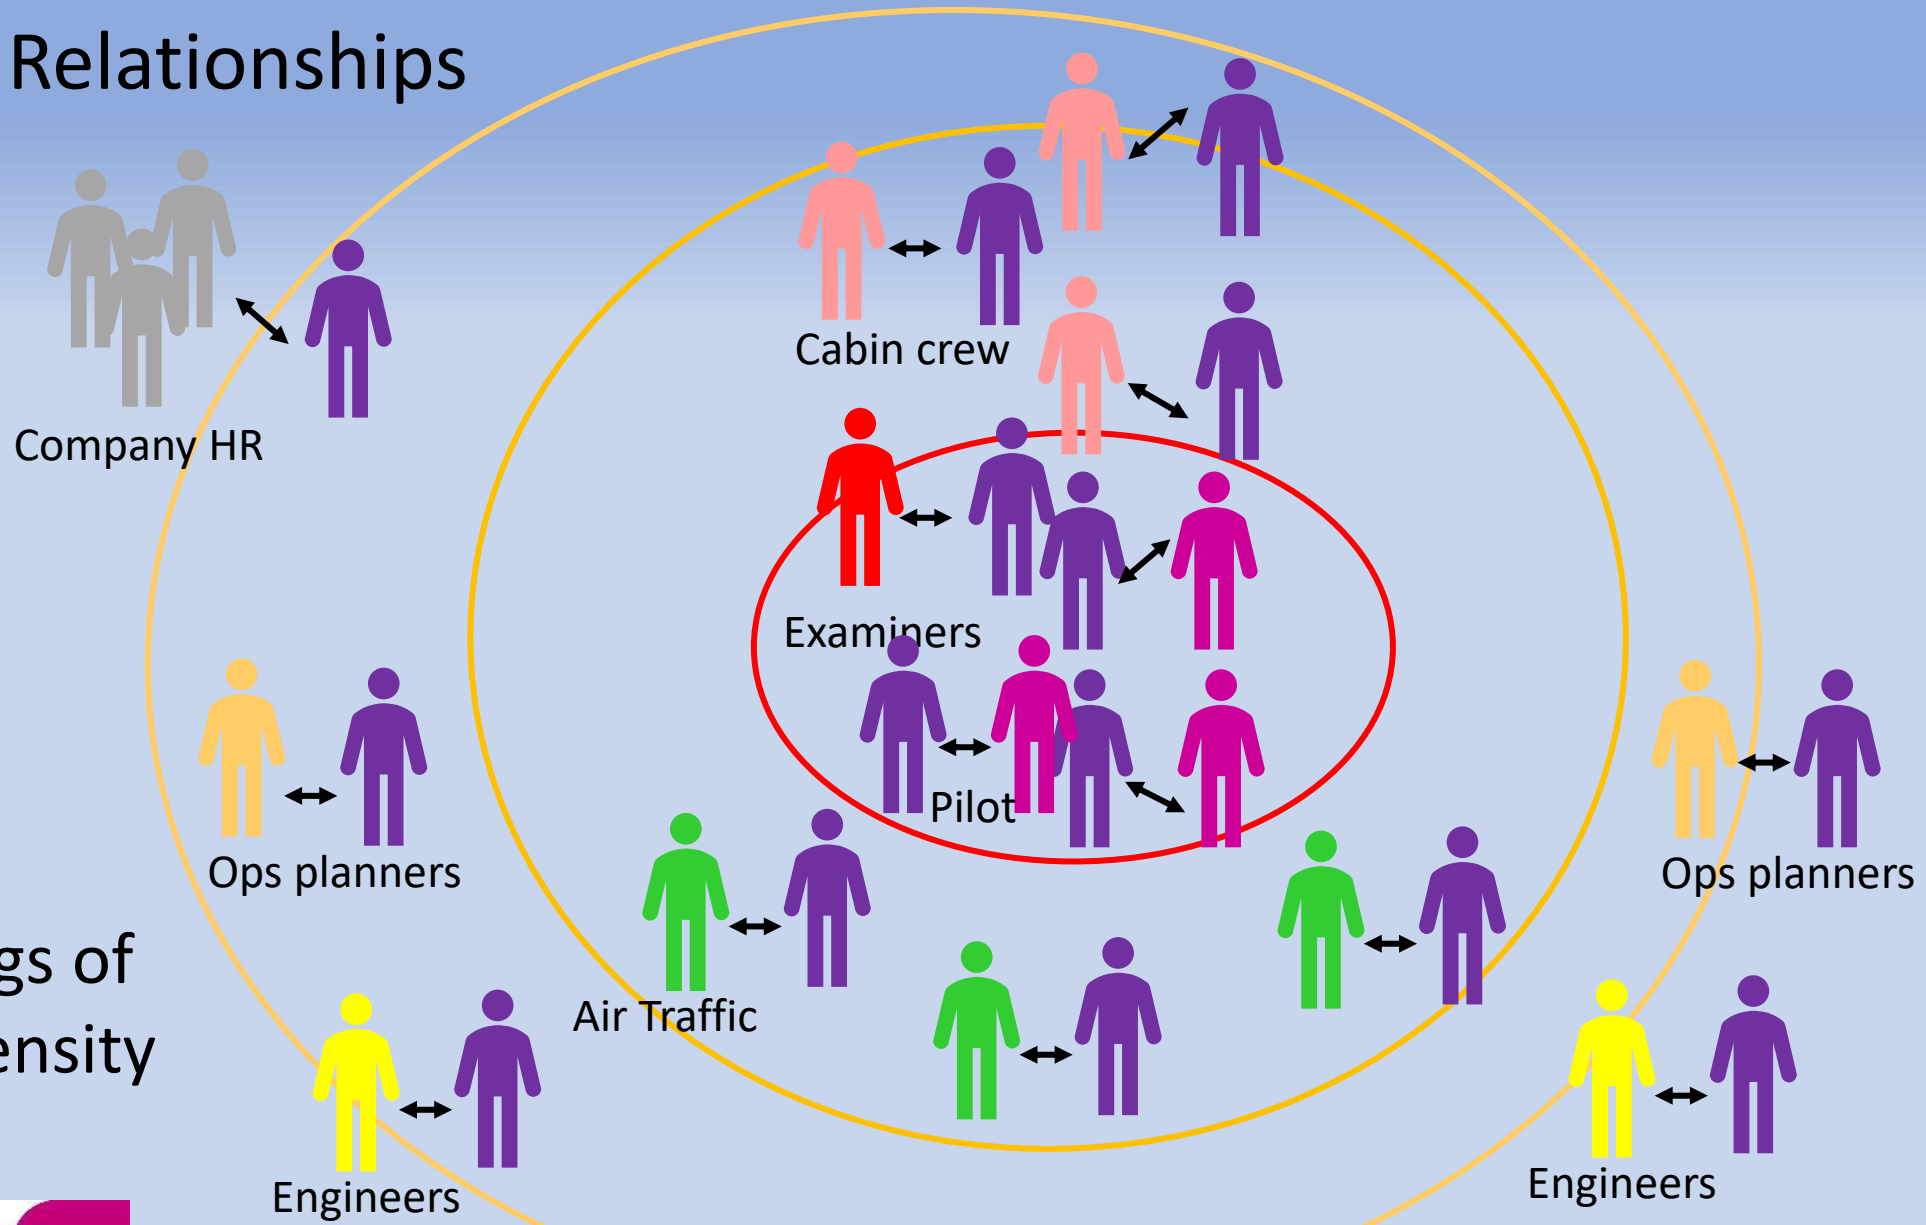 Relationships
Cabin crew
Company HR
Examiners
Pilot
Ops planners
Ops planners
gs of
Air Traffic
ensity
Engineers
Engineers